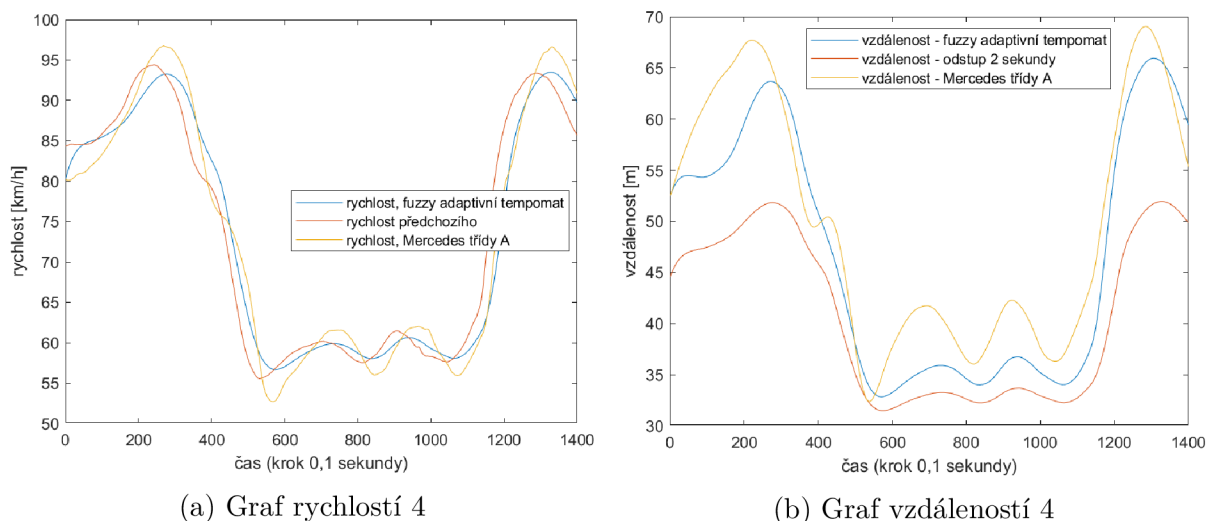 100
95
90
85
80
75
70
65
60
55
50
rychlost [km/h]
rychlost, fuzzy adaptivní tempomat
rychlost předchozího
rychlost, Mercedes třídy A
0 200 400 600 800 1000 1200 1400
čas (krok 0,1 sekundy)
(a) Graf rychlostí 4
70
65
60
55
50
45
40
35
30
vzdálenost [m]
vzdálenost - fuzzy adaptivní tempomat
vzdálenost - odstup 2 sekundy
vzdálenost - Mercedes třídy A
0 200 400 600 800 1000 1200 1400
čas (krok 0,1 sekundy)
(b) Graf vzdáleností 4